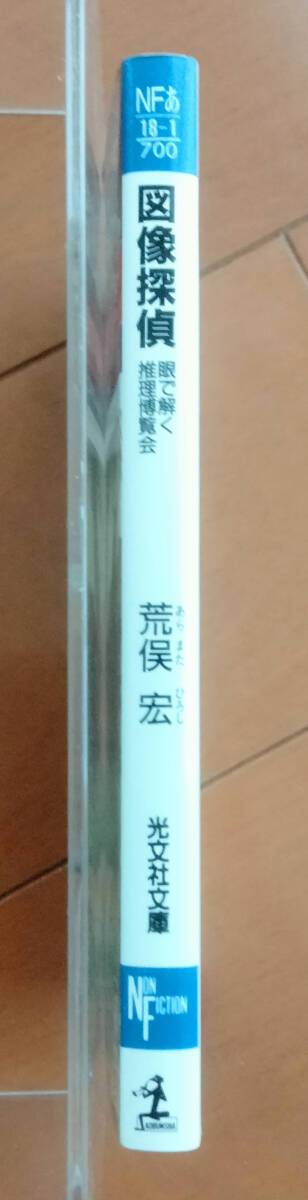 NFあ
18-1
700
図像探偵
眼で解く
推理博覧会
荒俣 宏
あら また ひろし
光文社文庫
NON
FICTION
KOBUNSHA